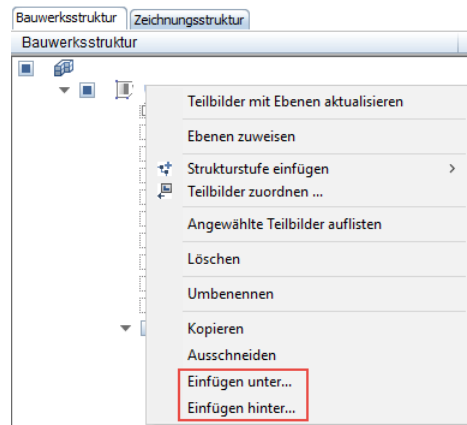 Bauwerksstruktur Zeichnungsstruktur
Bauwerksstruktur
Teilbilder mit Ebenen aktualisieren
Ebenen zuweisen
Strukturstufe einfügen
Teilbilder zuordnen ...
Angewählte Teilbilder auflisten
Löschen
Umbenennen
Kopieren
Ausschneiden
Einfügen unter...
Einfügen hinter...